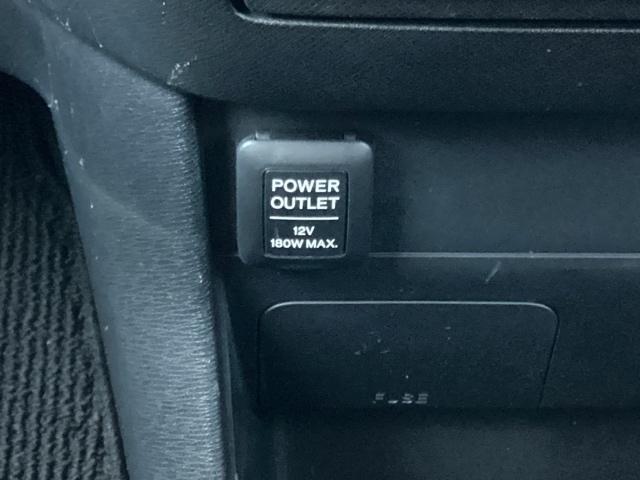 POWER
OUTLET
12V
180W MAX.
FUSE